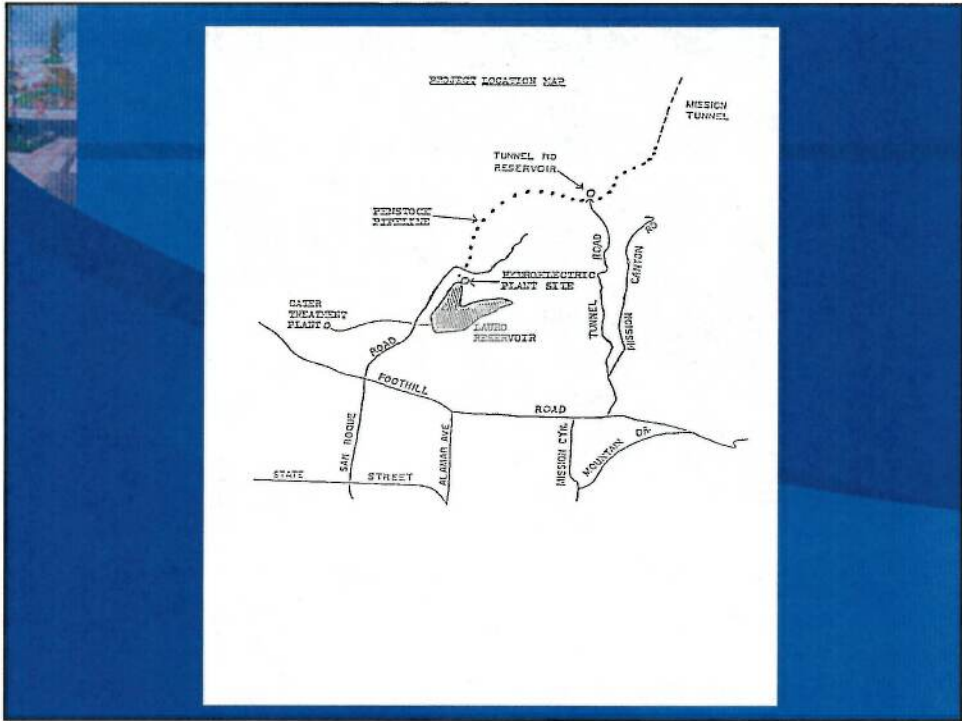 PROJECT LOCATION MAP
MISSION
TUNNEL
TUNNEL RD
RESERVOIR
PENSTOCK
PIPELINE
ROAD
CANYON
RD
HYDROELECTRIC
PLANT SITE
CATER
TREATMENT
PLANT
LAURO
RESERVOIR
TUNNEL
MISSION
ROAD
FOOTHILL
ROAD
SAN ROQUE
ALAMAR AVE
MISSION CYN.
MOUNTAIN DR.
STATE
STREET